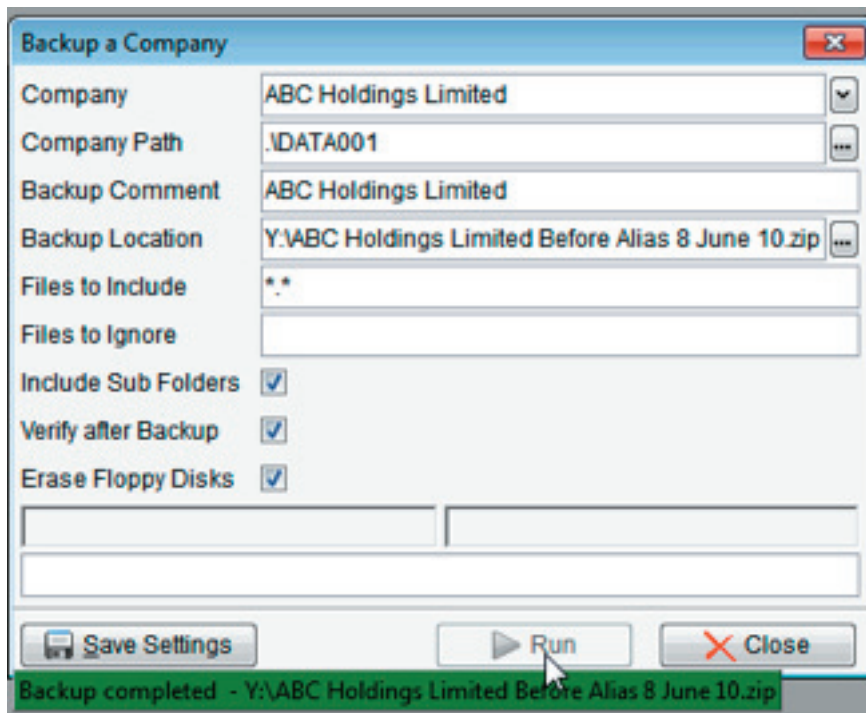 Backup a Company
Company ABC Holdings Limited
Company Path .\DATA001 ...
Backup Comment ABC Holdings Limited
Backup Location Y:\ABC Holdings Limited Before Alias 8 June 10.zip ...
Files to Include *.*
Files to Ignore
Include Sub Folders
Verify after Backup
Erase Floppy Disks
Save Settings Run Close
Backup completed - Y:\ABC Holdings Limited Before Alias 8 June 10.zip